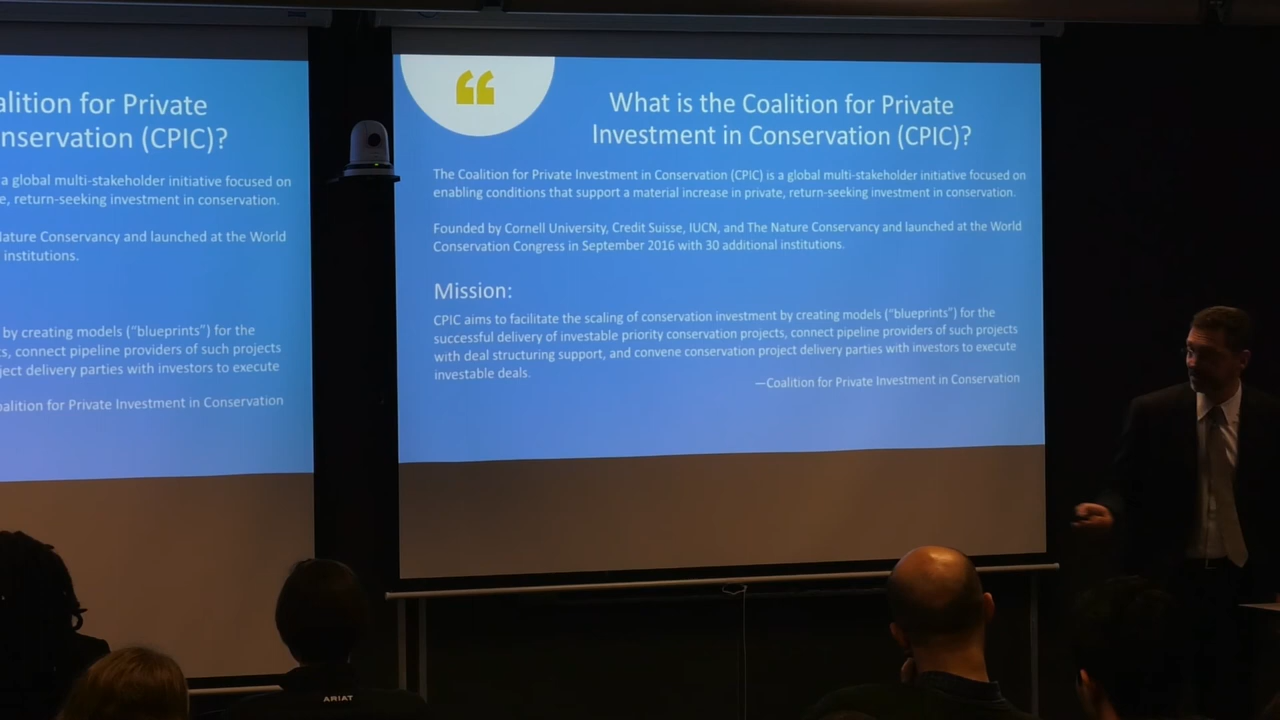 alition for Private
nservation (CPIC)?
a global multi-stakeholder initiative focused on
e, return-seeking investment in conservation.
Nature Conservancy and launched at the World
institutions.
by creating models (“blueprints”) for the
s, connect pipeline providers of such projects
ject delivery parties with investors to execute
oalition for Private Investment in Conservation
“
What is the Coalition for Private
Investment in Conservation (CPIC)?
The Coalition for Private Investment in Conservation (CPIC) is a global multi-stakeholder initiative focused on
enabling conditions that support a material increase in private, return-seeking investment in conservation.
Founded by Cornell University, Credit Suisse, IUCN, and The Nature Conservancy and launched at the World
Conservation Congress in September 2016 with 30 additional institutions.
Mission:
CPIC aims to facilitate the scaling of conservation investment by creating models (“blueprints”) for the
successful delivery of investable priority conservation projects, connect pipeline providers of such projects
with deal structuring support, and convene conservation project delivery parties with investors to execute
investable deals.
—Coalition for Private Investment in Conservation
ARIAT